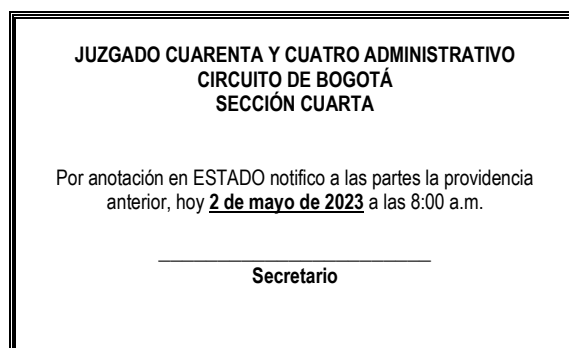 JUZGADO CUARENTA Y CUATRO ADMINISTRATIVO
CIRCUITO DE BOGOTÁ
SECCIÓN CUARTA
Por anotación en ESTADO notifico a las partes la providencia
anterior, hoy 2 de mayo de 2023 a las 8:00 a.m.
Secretario